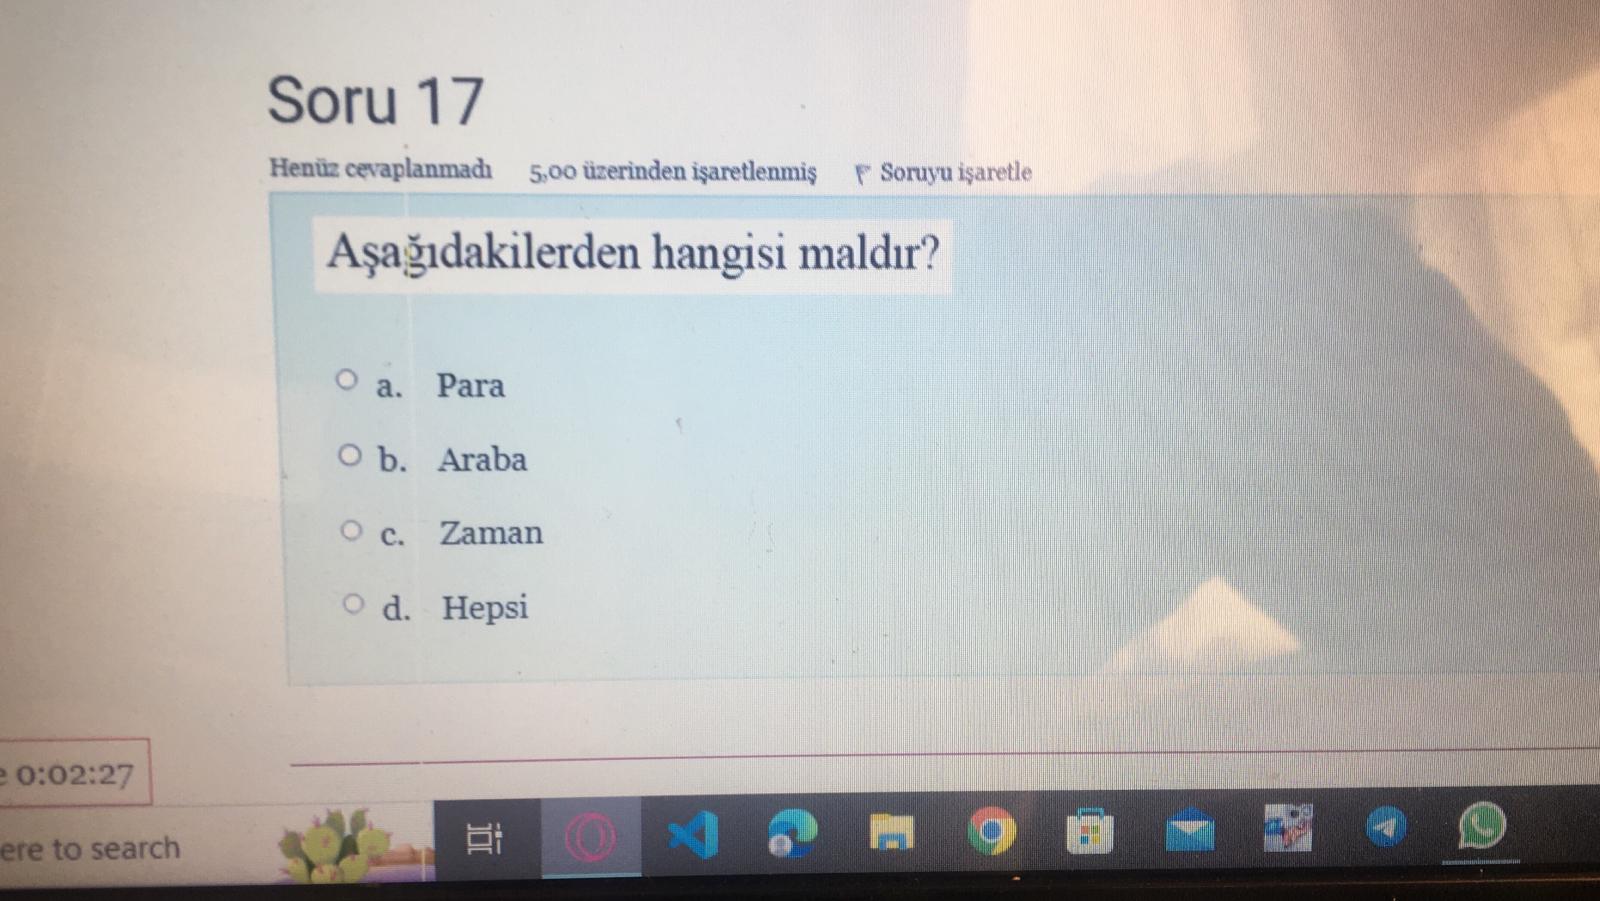 Soru 17
Henüz cevaplanmadı 5,00 üzerinden işaretlenmiş Soruyu işaretle
Aşağıdakilerden hangisi maldır?
a. Para
b. Araba
c. Zaman
d. Hepsi
e 0:02:27
ere to search